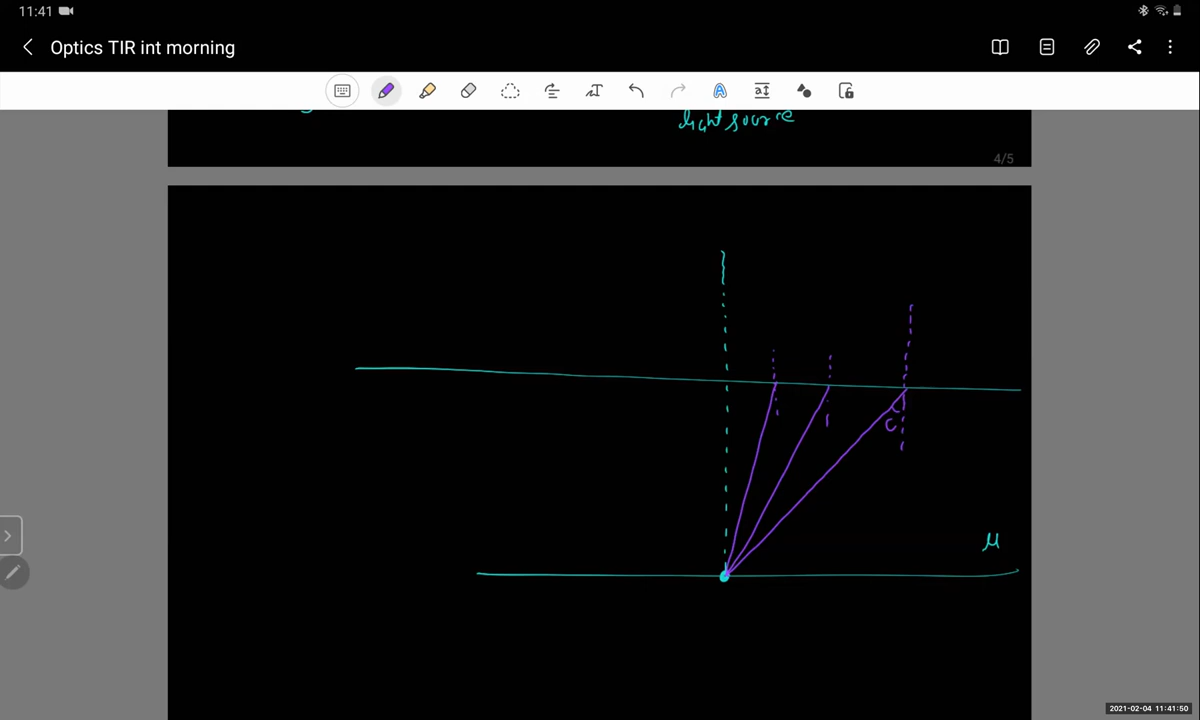 11:41
Optics TIR int morning
light source
4/5
C
μ
2021-02-04 11:41:50